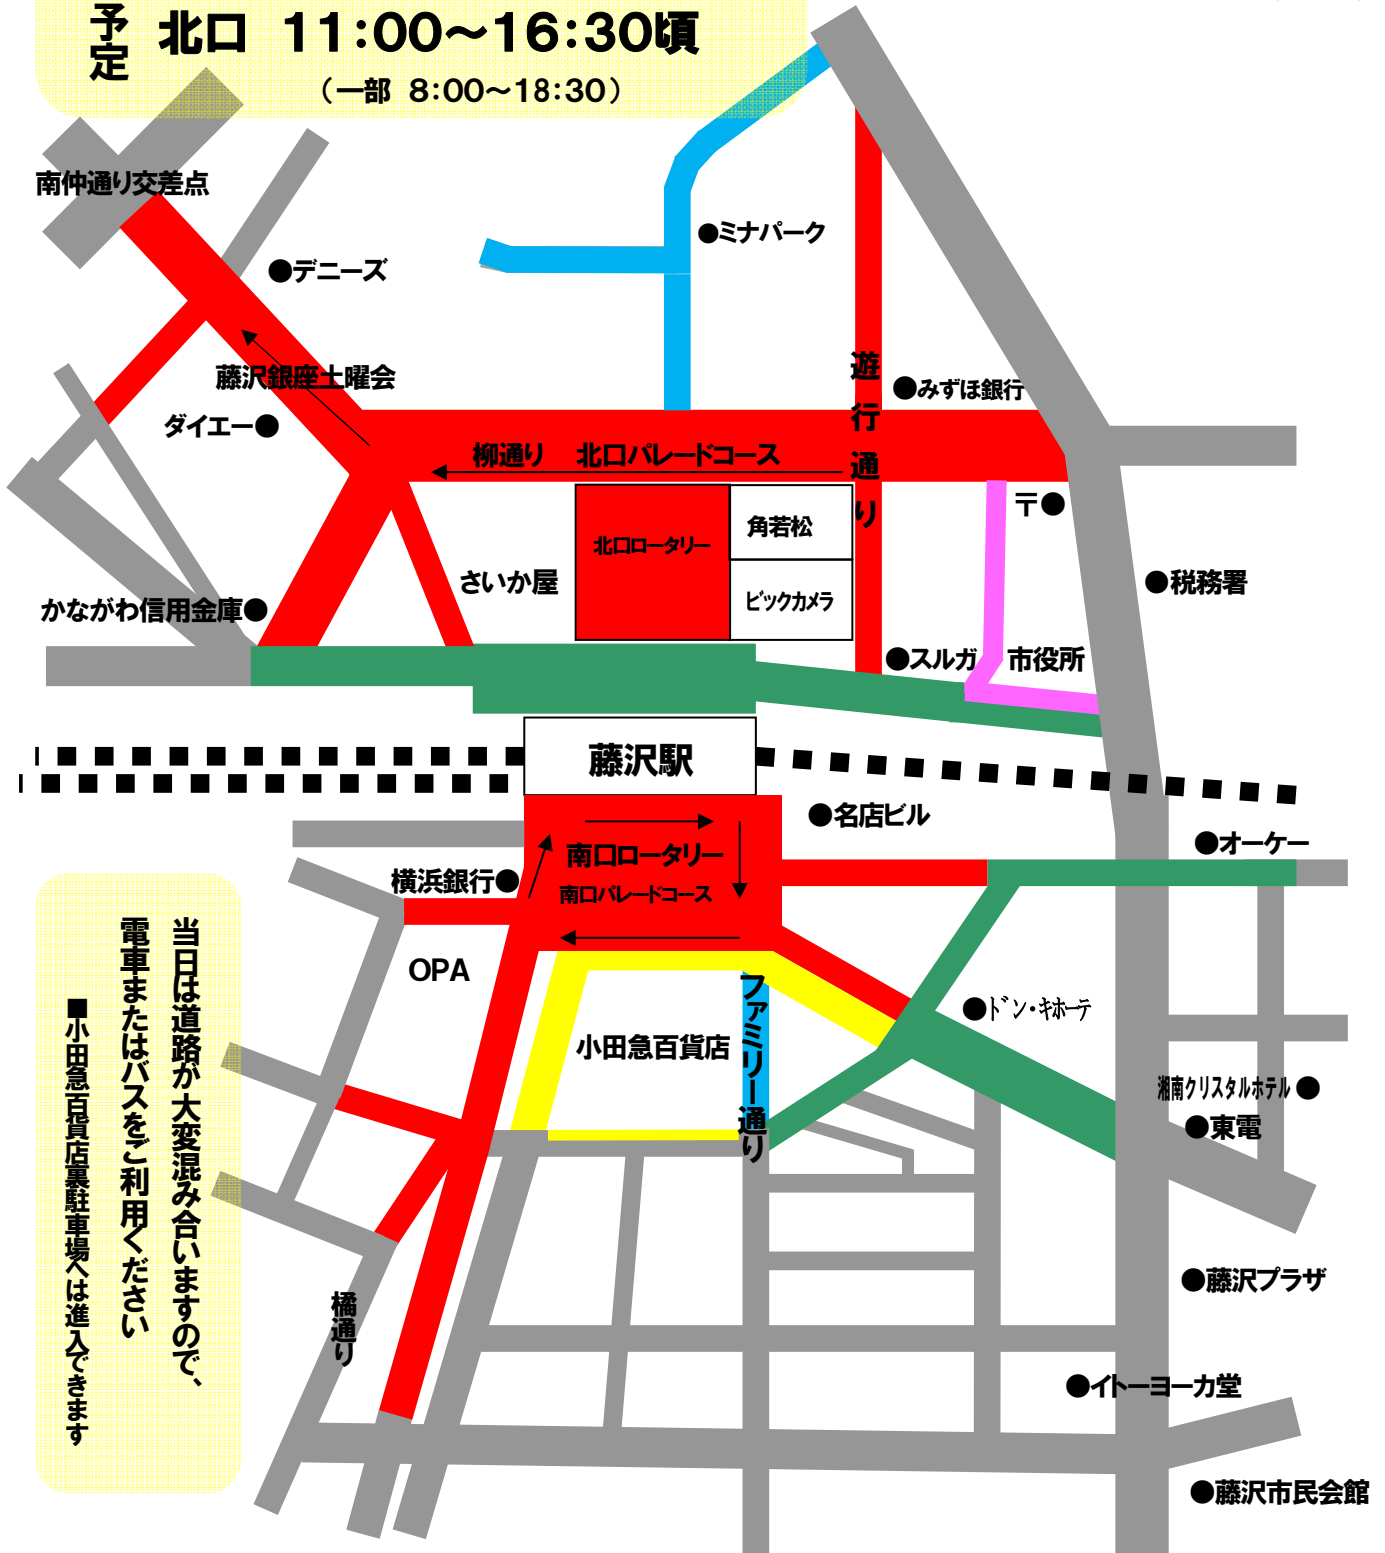 予定
北口 11:00～16:30頃
（一部 8:00～18:30）
南仲通り交差点
●ミナパーク
●デニーズ
藤沢銀座土曜会
遊行通り
●みずほ銀行
ダイエー●
柳通り 北口パレードコース
〒●
角若松
北口ロータリー
さいか屋
ビックカメラ
●税務署
かながわ信用金庫●
●スルガ
市役所
藤沢駅
●名店ビル
●オーケー
南口ロータリー
横浜銀行●
南口パレードコース
OPA
●ドン・キホーテ
ファミリー通り
小田急百貨店
湘南クリスタルホテル●
●東電
当日は道路が大変混み合いますので、
電車またはバスをご利用ください
■小田急百貨店裏駐車場へは進入できます
●藤沢プラザ
橘通り
●イトーヨーカ堂
●藤沢市民会館